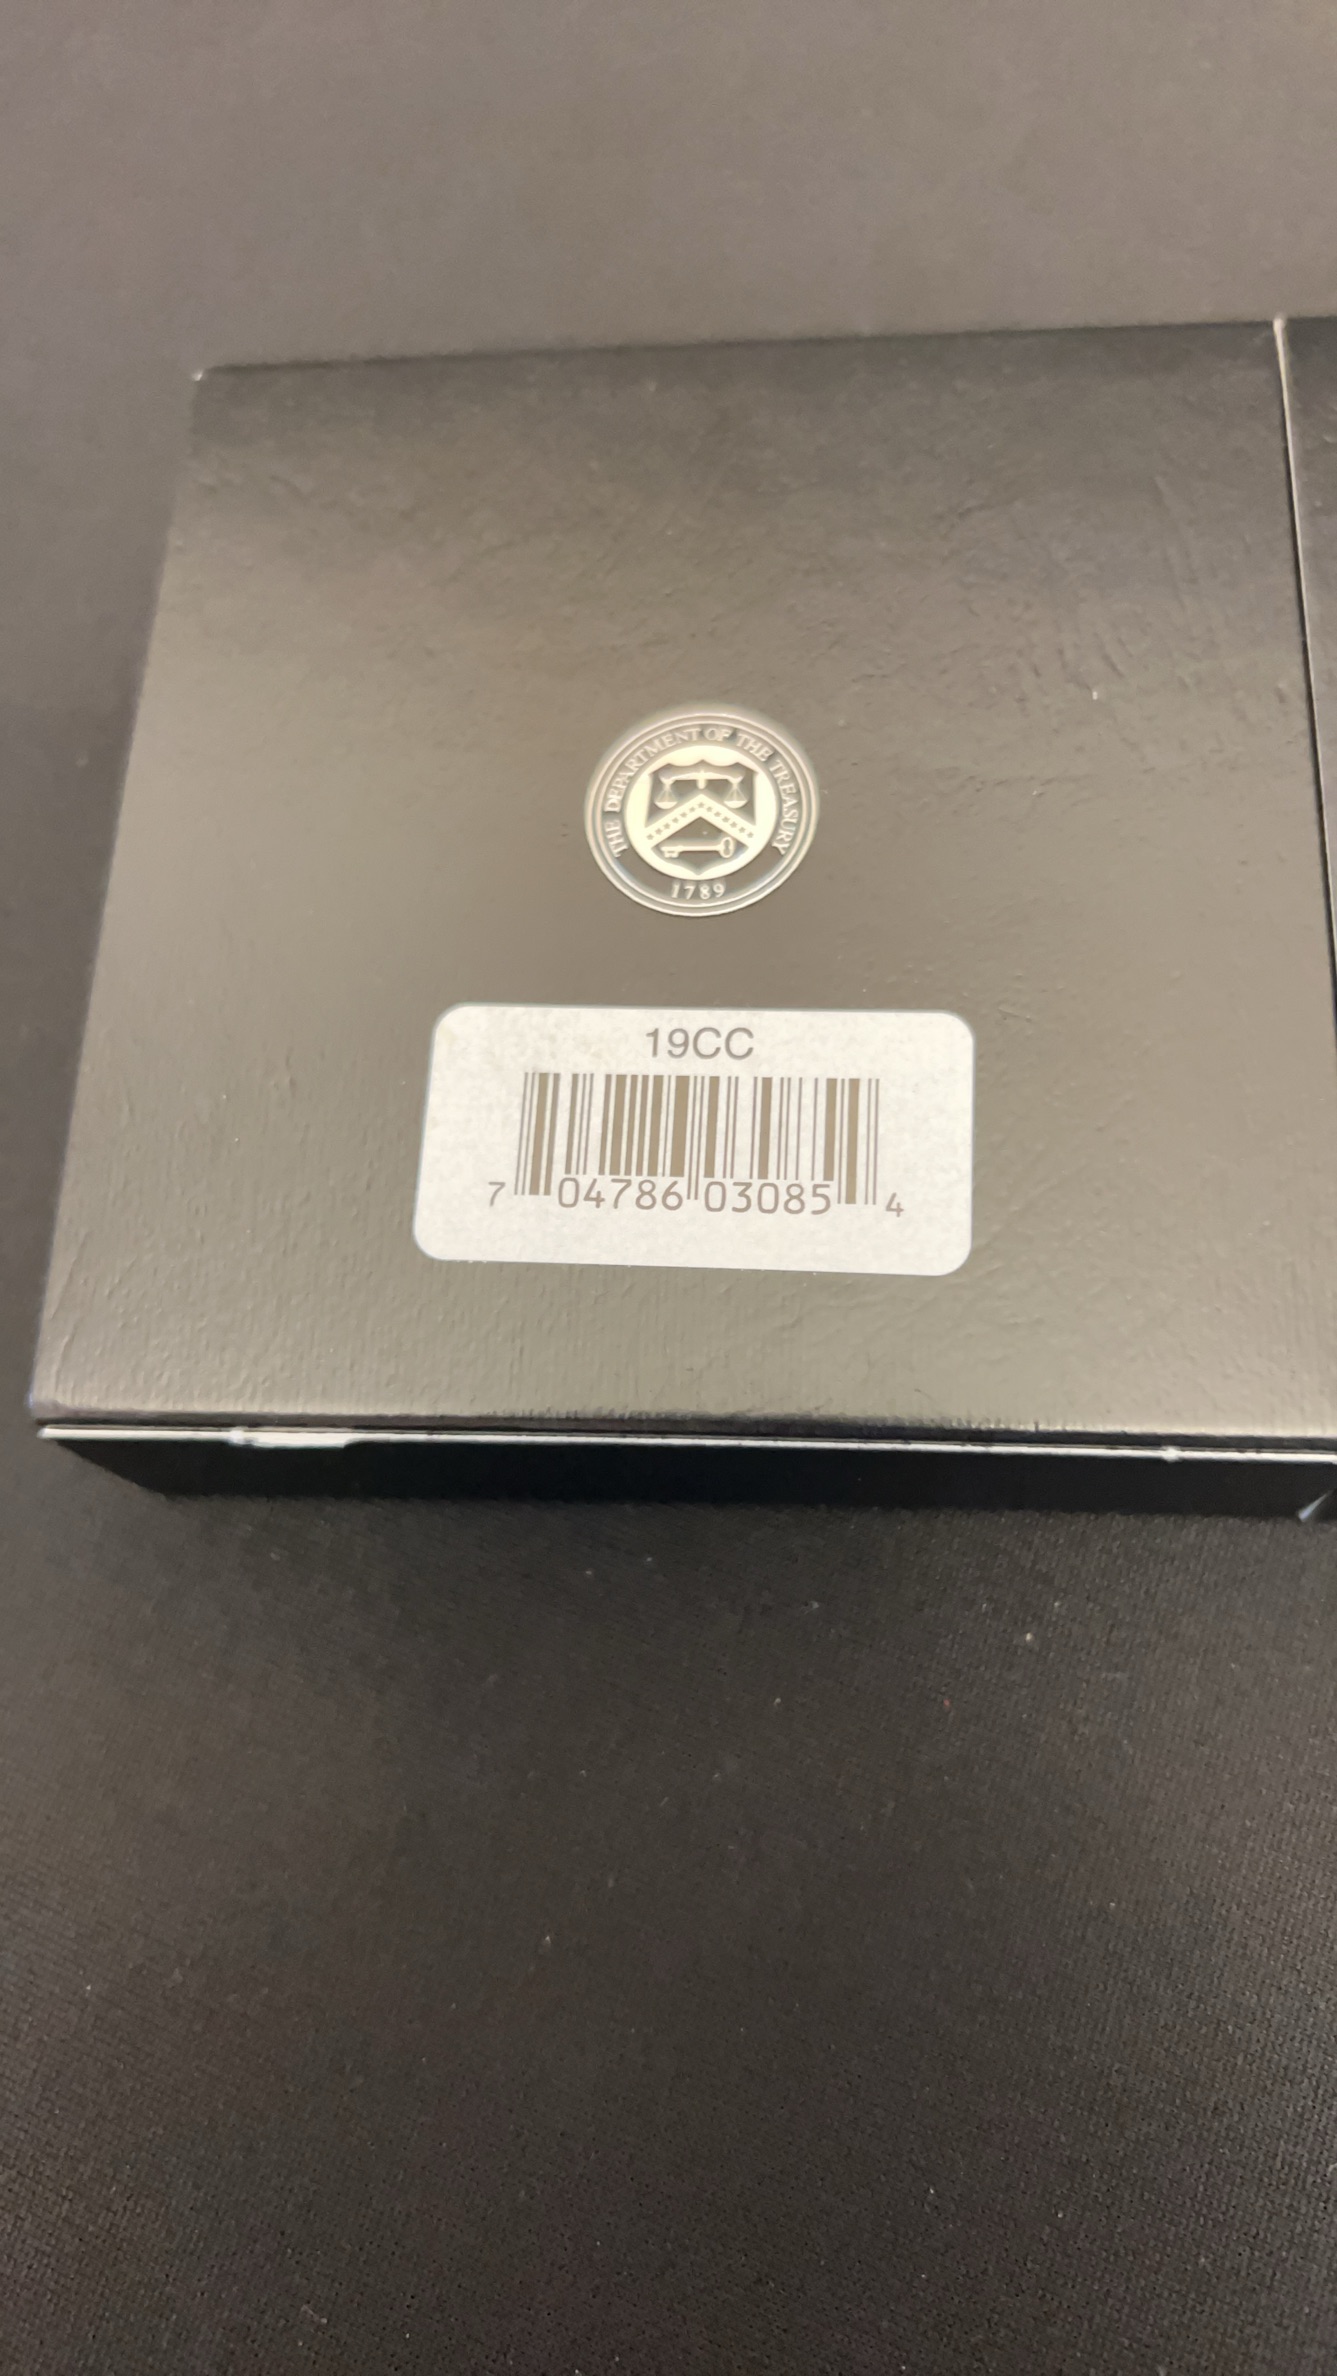 THE DEPARTMENT OF THE TREASURY
1789
19CC
7 04786 03085 4